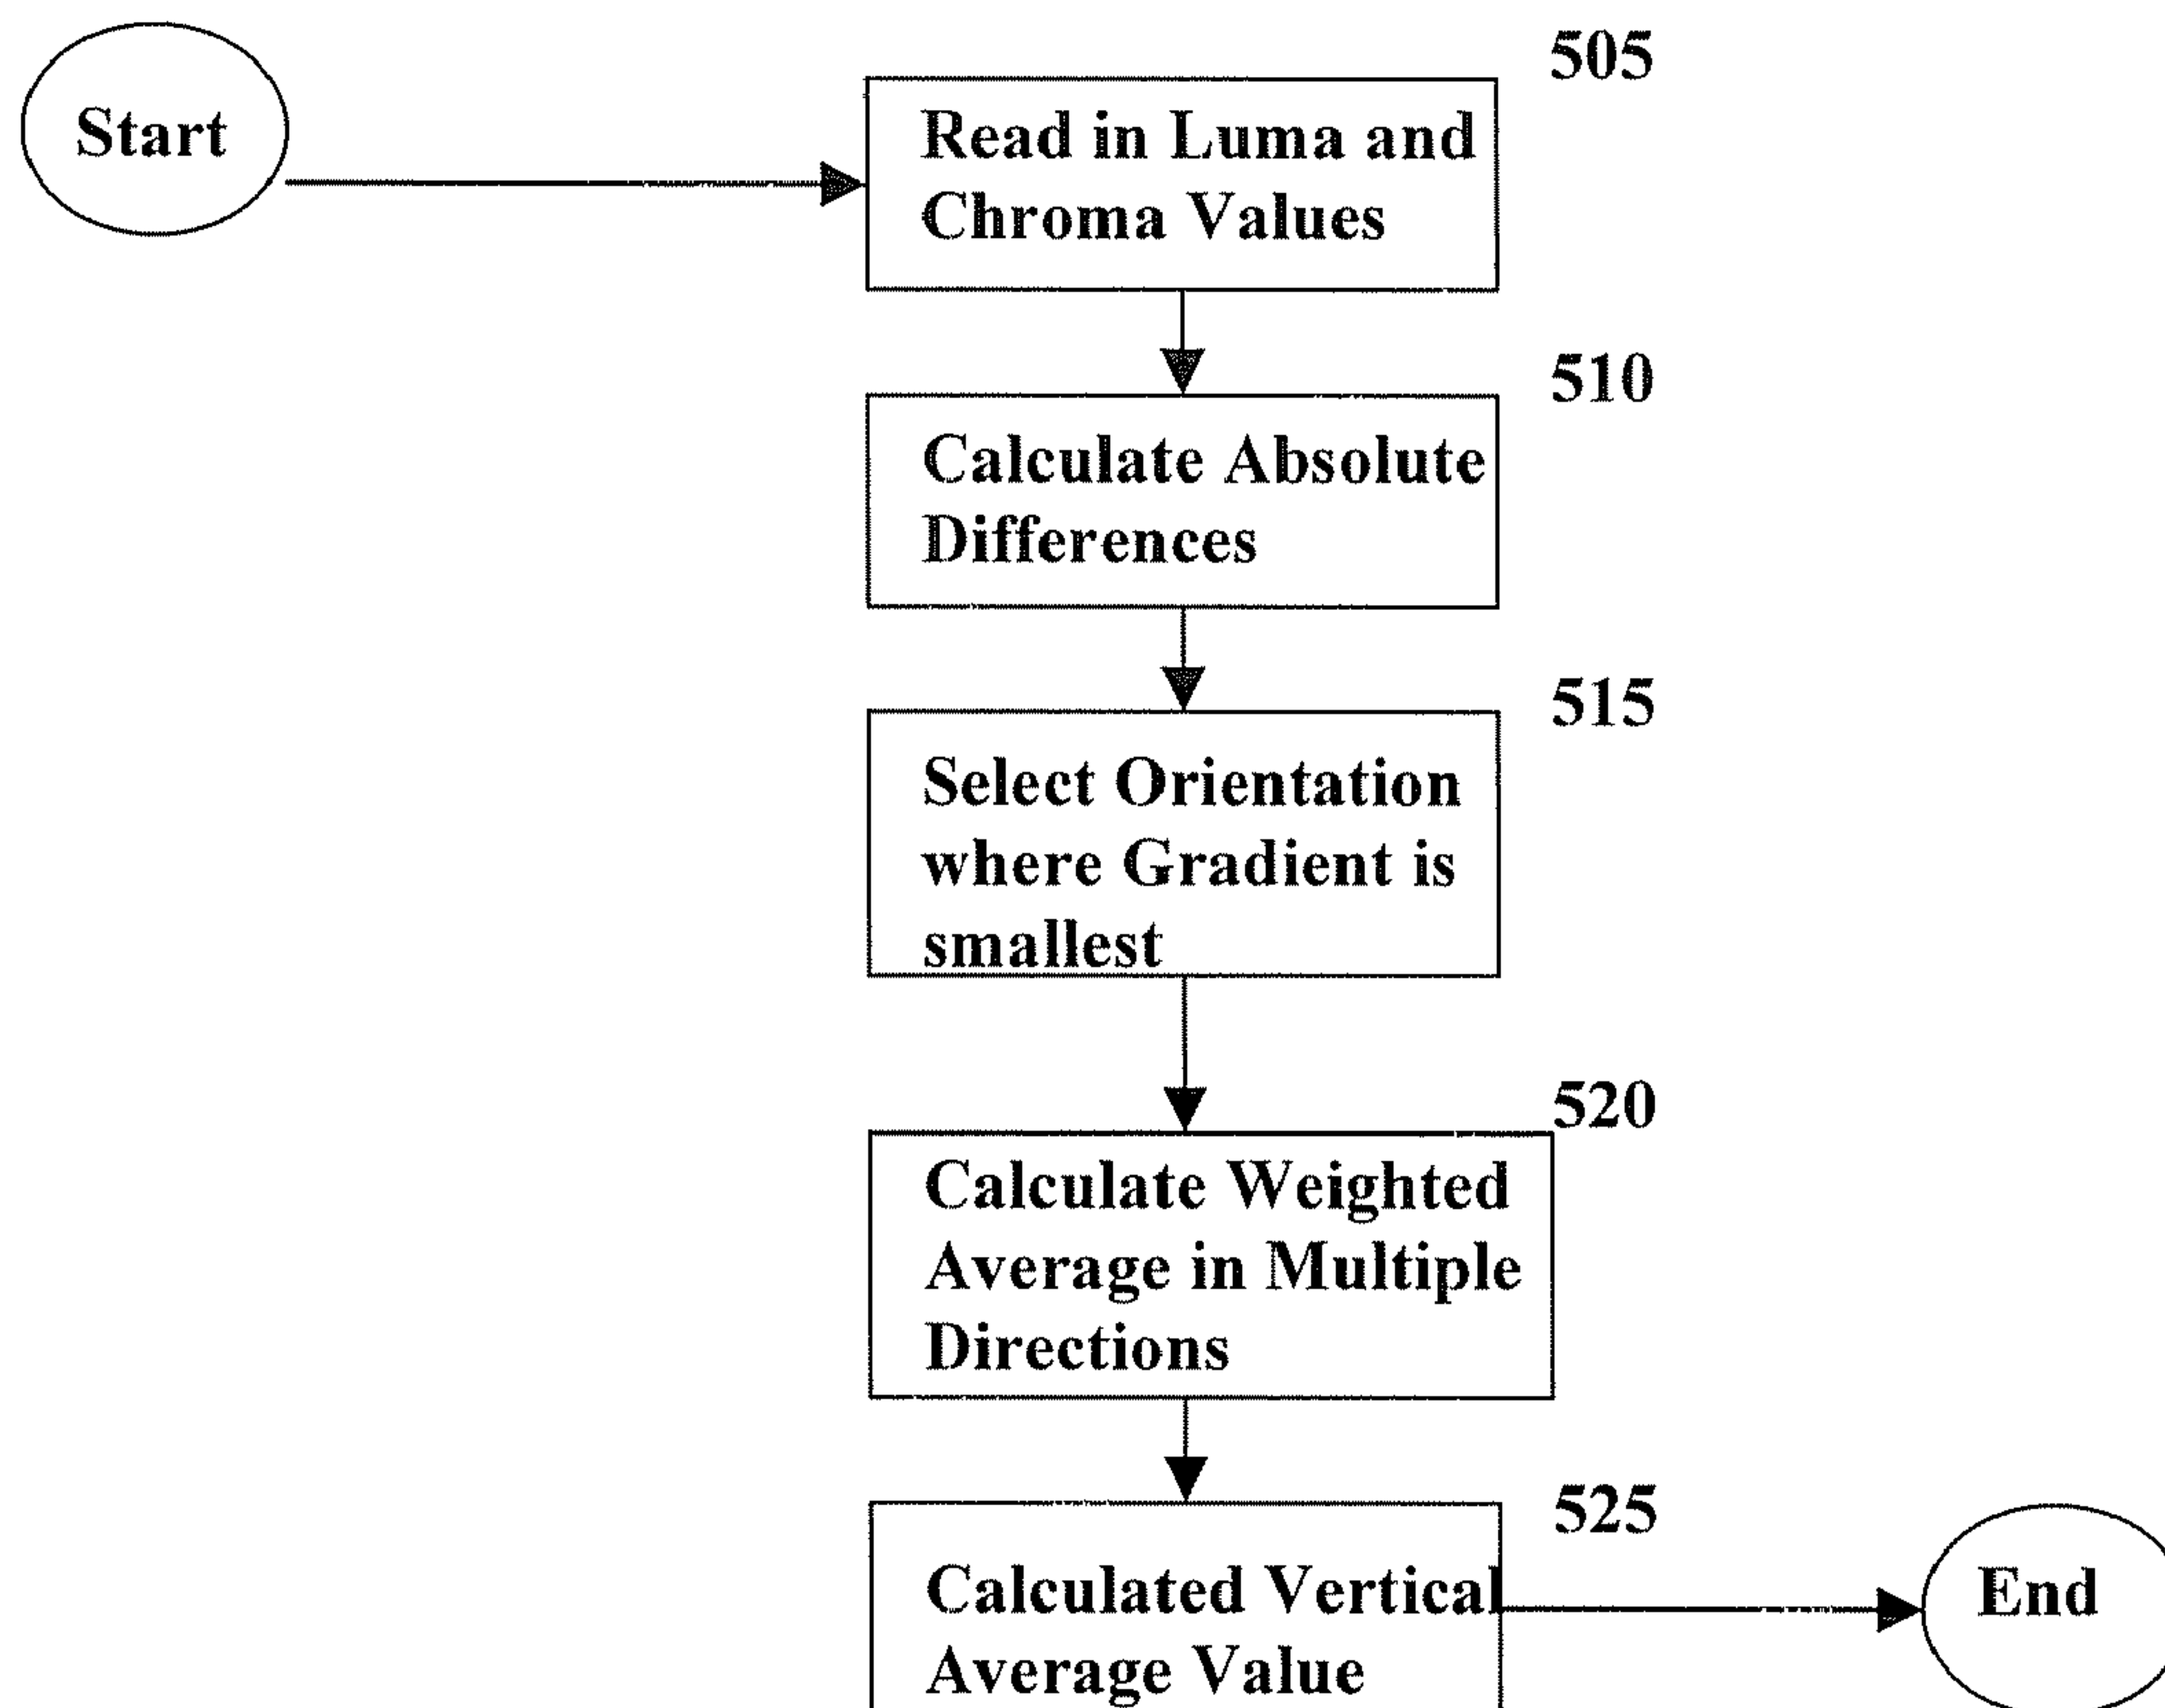 Start
505
Read in Luma and
Chroma Values
510
Calculate Absolute
Differences
515
Select Orientation
where Gradient is
smallest
520
Calculate Weighted
Average in Multiple
Directions
525
Calculated Vertical
Average Value
End